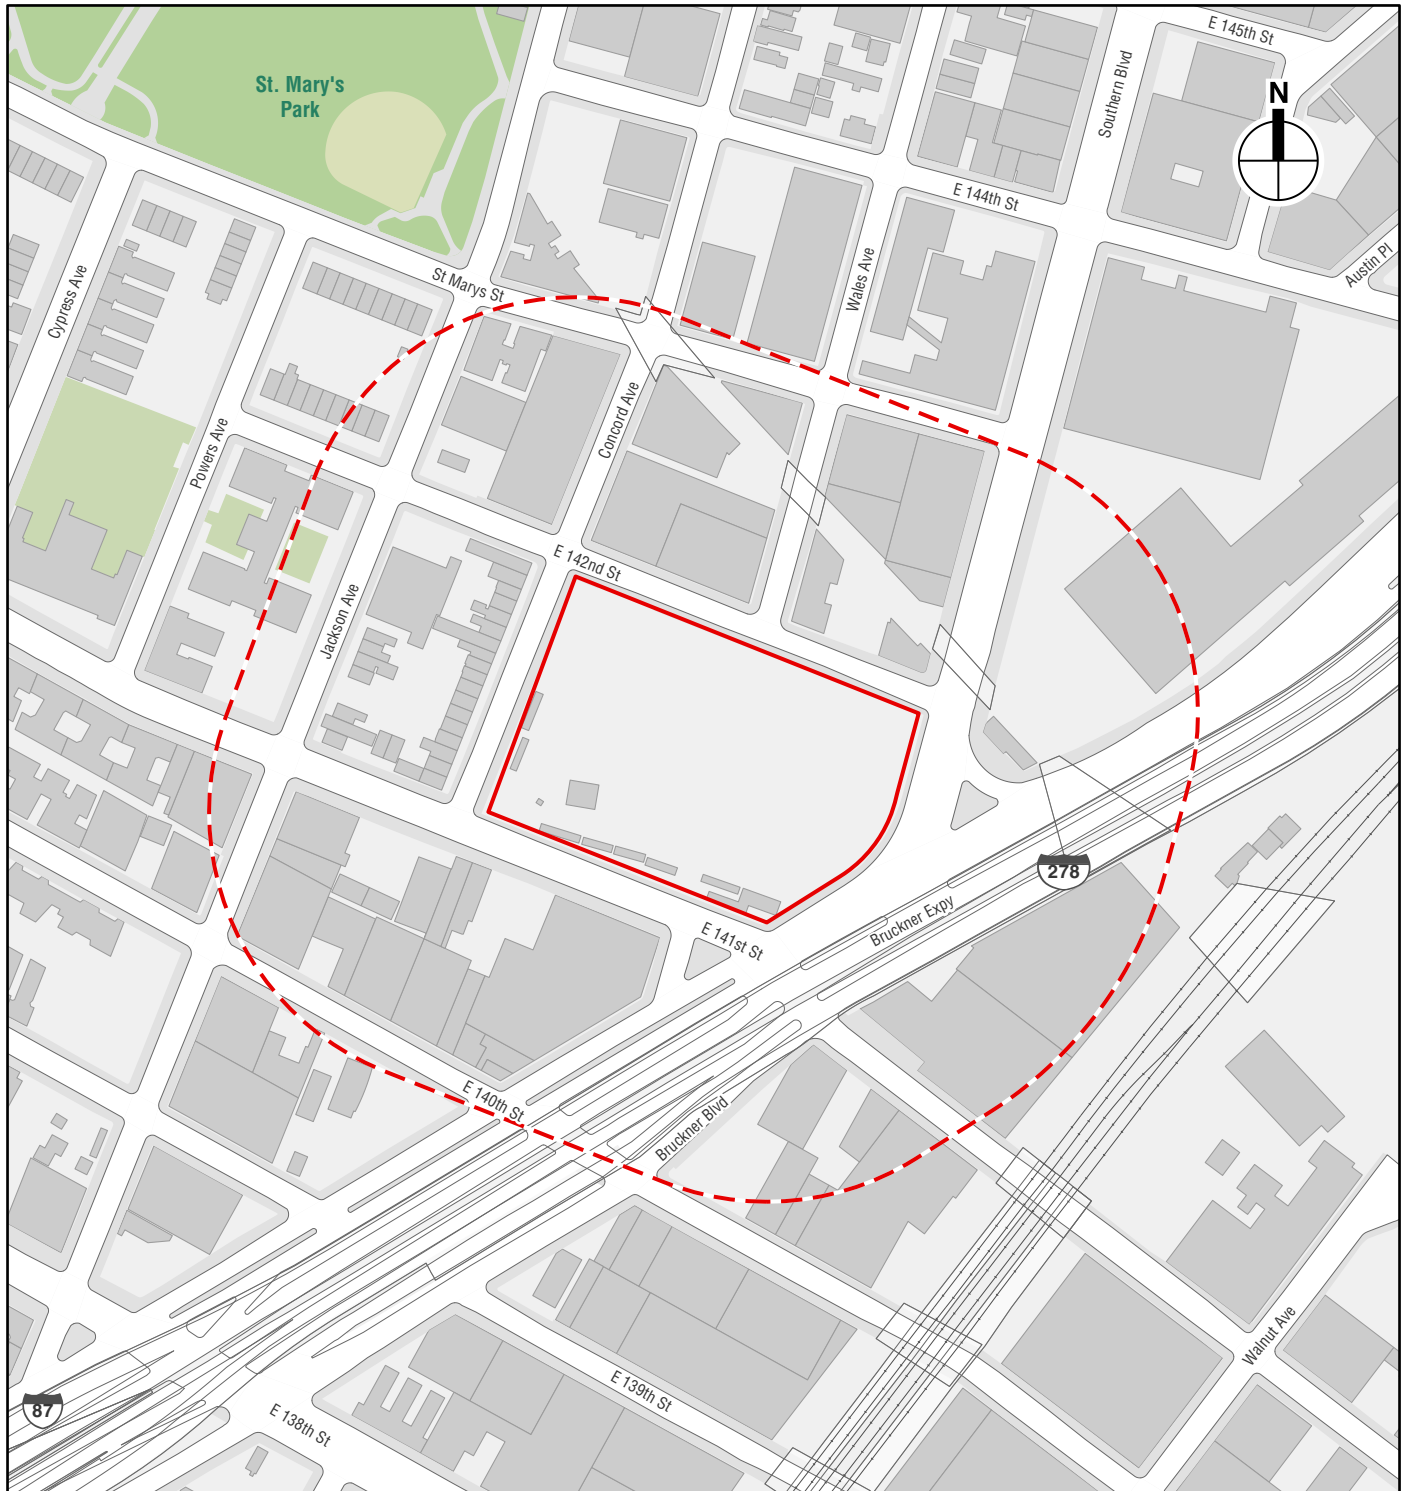 E 145th St
St. Mary's
Park
Southern Blvd
N
E 144th St
Austin Pl
Cypress Ave
St Marys St
Wales Ave
Concord Ave
Powers Ave
E 142nd St
Jackson Ave
278
Bruckner Expy
E 141st St
E 140th St
Bruckner Blvd
Walnut Ave
E 139th St
87
E 138th St